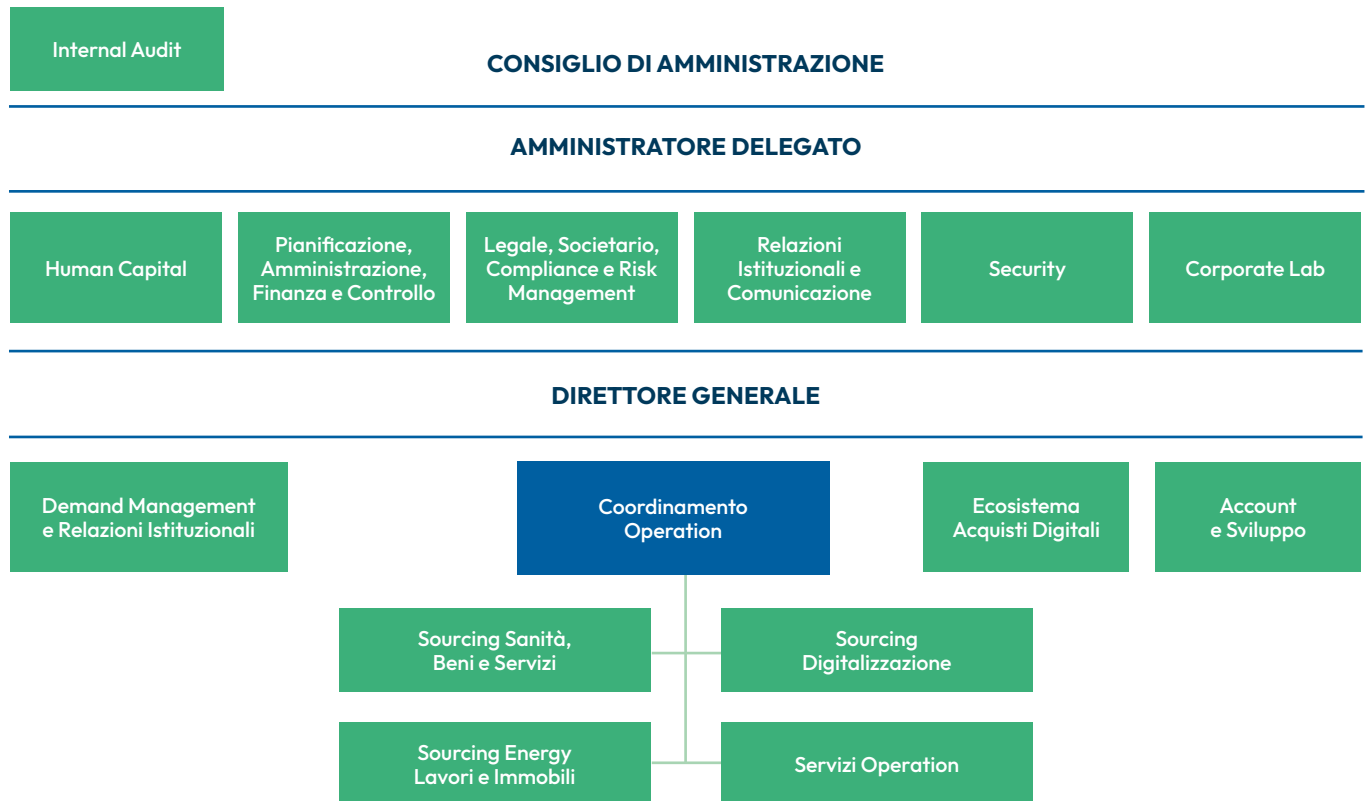 Internal Audit
CONSIGLIO DI AMMINISTRAZIONE
AMMINISTRATORE DELEGATO
Human Capital
Pianificazione,
Amministrazione,
Finanza e Controllo
Legale, Societario,
Compliance e Risk
Management
Relazioni
Istituzionali e
Comunicazione
Security
Corporate Lab
DIRETTORE GENERALE
Demand Management
e Relazioni Istituzionali
Coordinamento
Operation
Ecosistema
Acquisti Digitali
Account
e Sviluppo
Sourcing Sanità,
Beni e Servizi
Sourcing
Digitalizzazione
Sourcing Energy
Lavori e Immobili
Servizi Operation